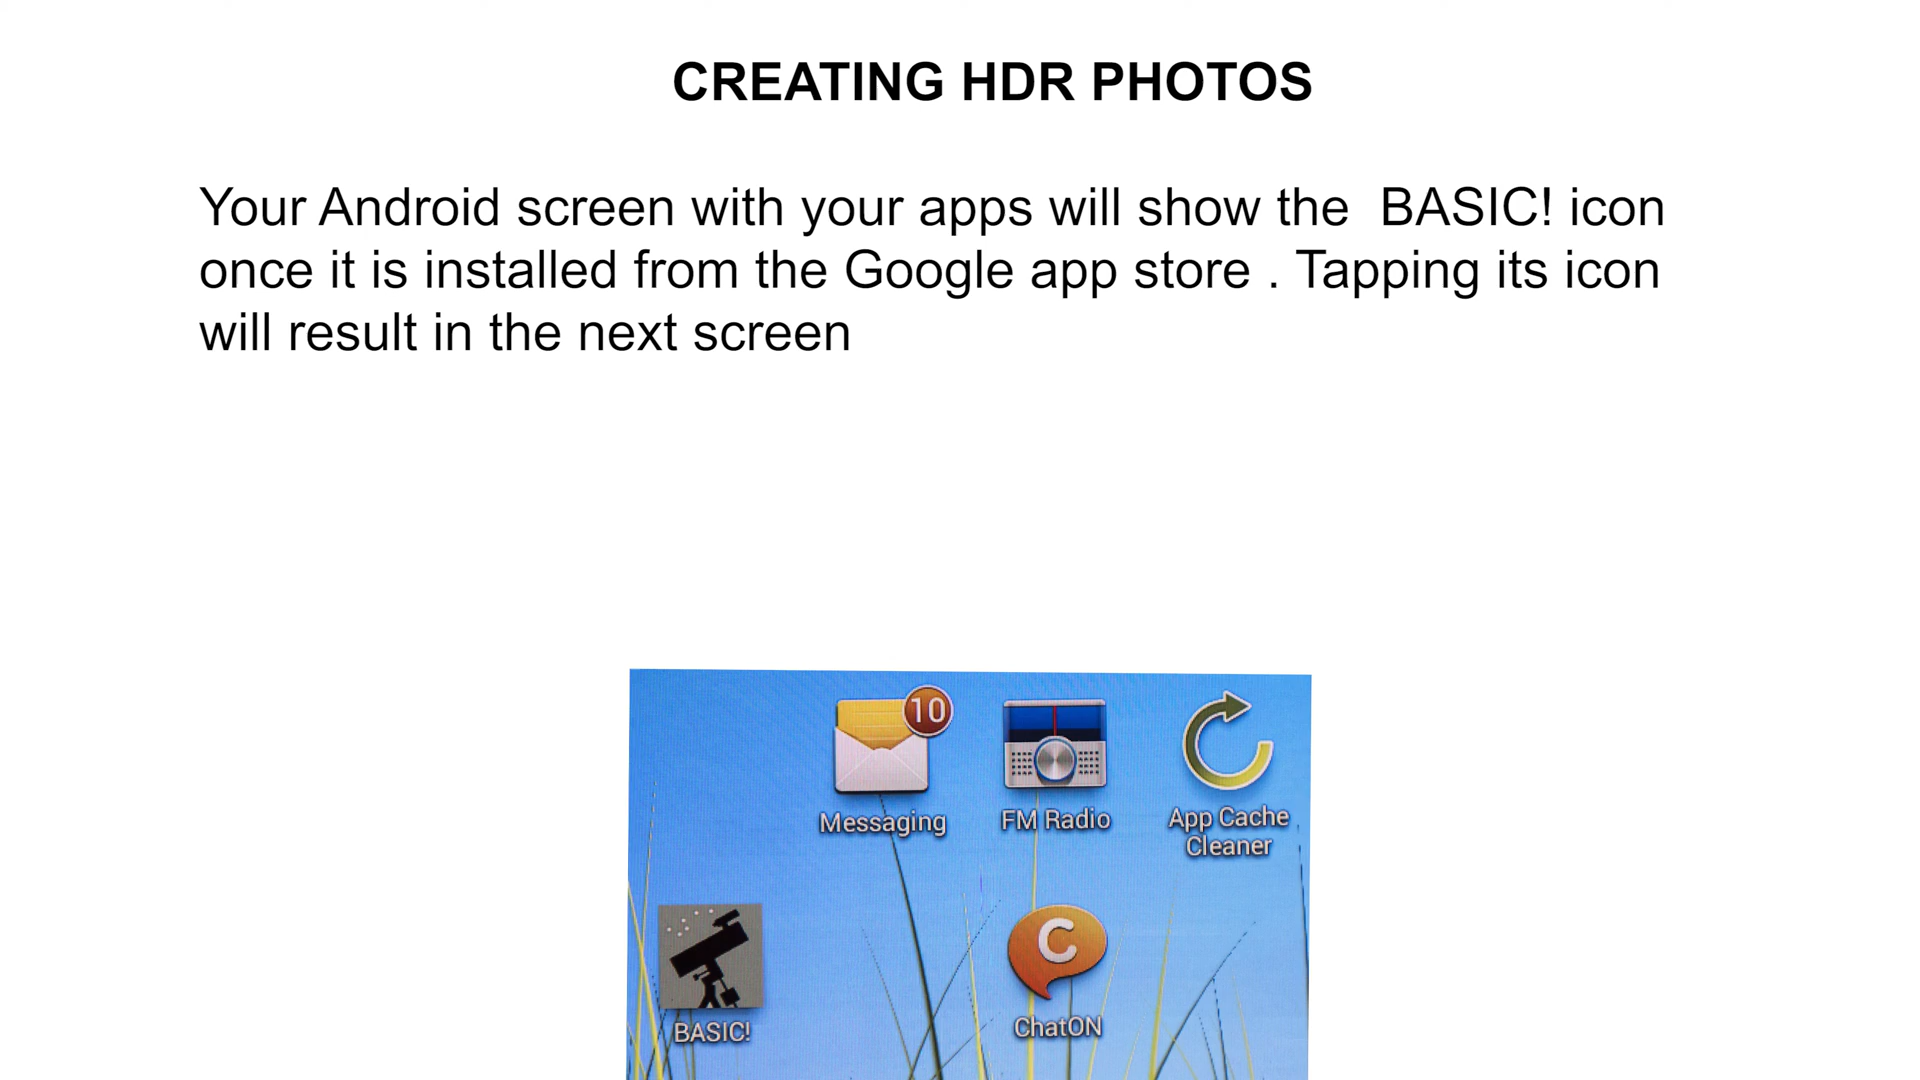 CREATING HDR PHOTOS
Your Android screen with your apps will show the  BASIC! icon
once it is installed from the Google app store . Tapping its icon
will result in the next screen
10
Messaging
FM Radio
App Cache
Cleaner
C
BASIC!
ChatON